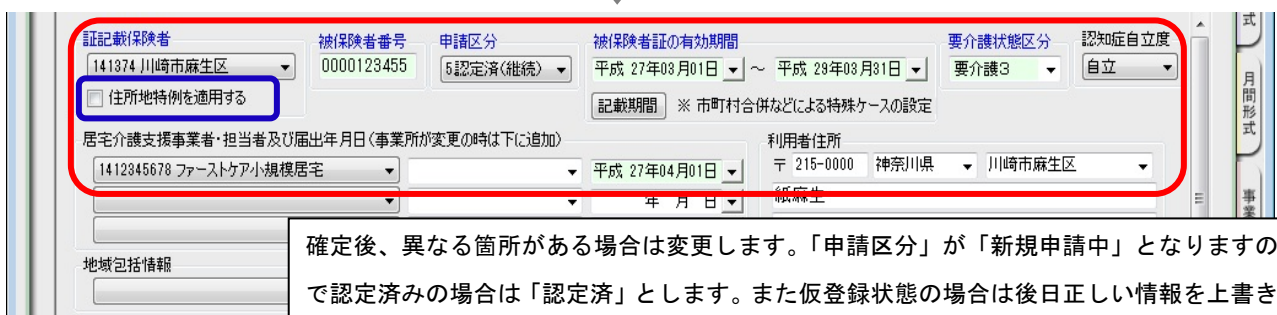 証記載保険者 被保険者番号 申請区分 被保険者証の有効期間 要介護状態区分 認知症自立度
141374 川崎市麻生区 0000123455 5認定済(継続) 平成 27年03月01日 ~ 平成 29年03月31日 要介護3 自立
住所地特例を適用する
記載期間 ※ 市町村合併などによる特殊ケースの設定
居宅介護支援事業者・担当者及び届出年月日(事業所が変更の時は下に追加) 利用者住所
1412345678 ファーストケア小規模居宅 平成 27年04月01日 〒 215-0000 神奈川県 川崎市麻生区
年 月 日 紙麻生
地域包括情報
確定後、異なる箇所がある場合は変更します。「申請区分」が「新規申請中」となりますの
で認定済みの場合は「認定済」とします。また仮登録状態の場合は後日正しい情報を上書き
式
月間形式
事業